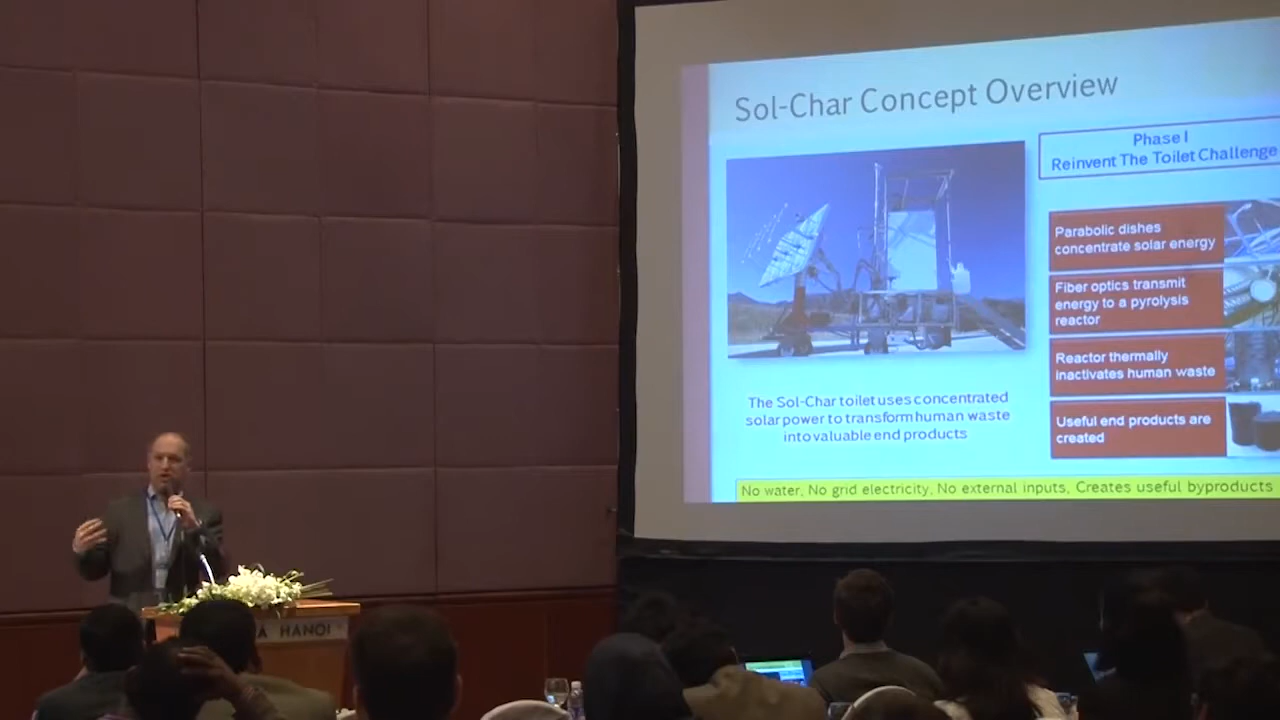 Sol-Char Concept Overview
Phase I
Reinvent The Toilet Challenge
Parabolic dishes
concentrate solar energy
Fiber optics transmit
energy to a pyrolysis
reactor
Reactor thermally
inactivates human waste
Useful end products are
created
The Sol-Char toilet uses concentrated
solar power to transform human waste
into valuable end products
No water, No grid electricity, No external inputs, Creates useful byproducts
HANOI